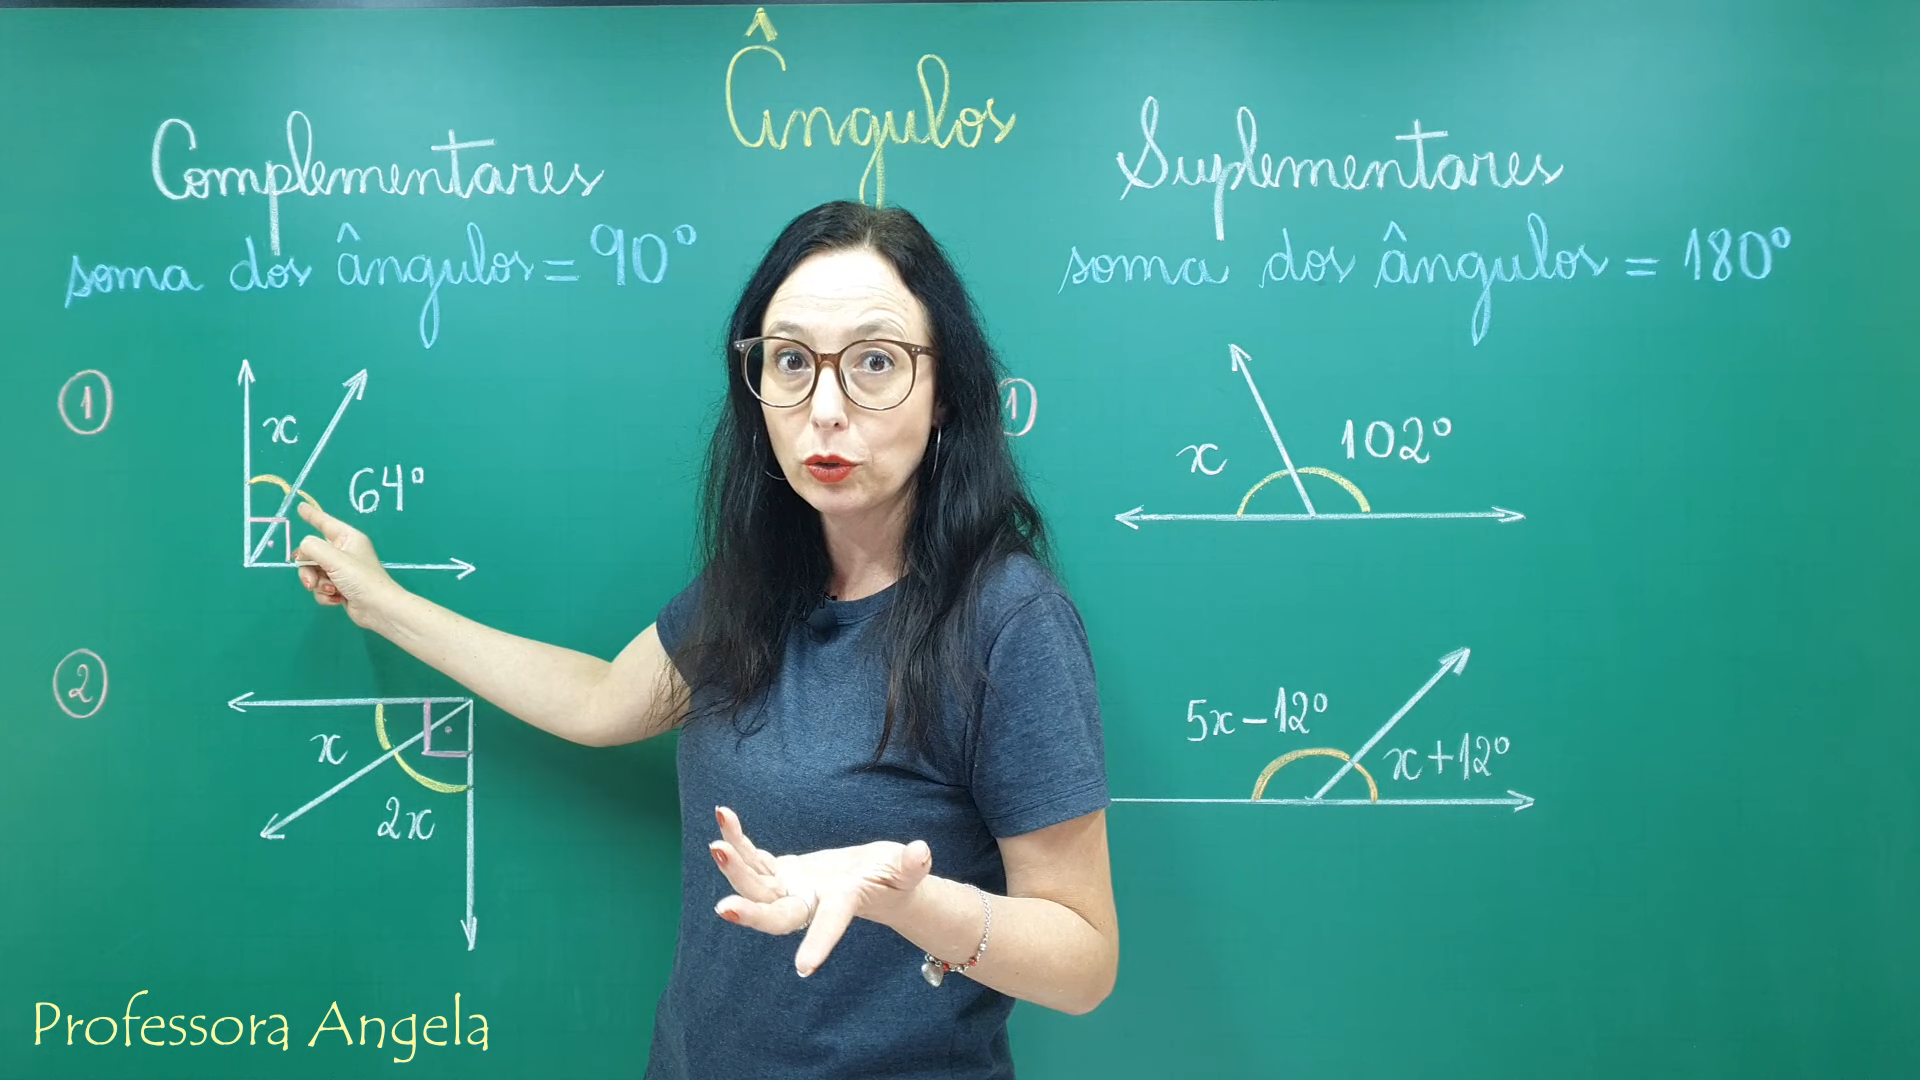 Ângulos
Complementares
soma dos ângulos = 90°
1
x
64°
2
x
2x
Suplementares
soma dos ângulos = 180°
1
x
102°
5x - 12°
x + 12°
Professora Angela